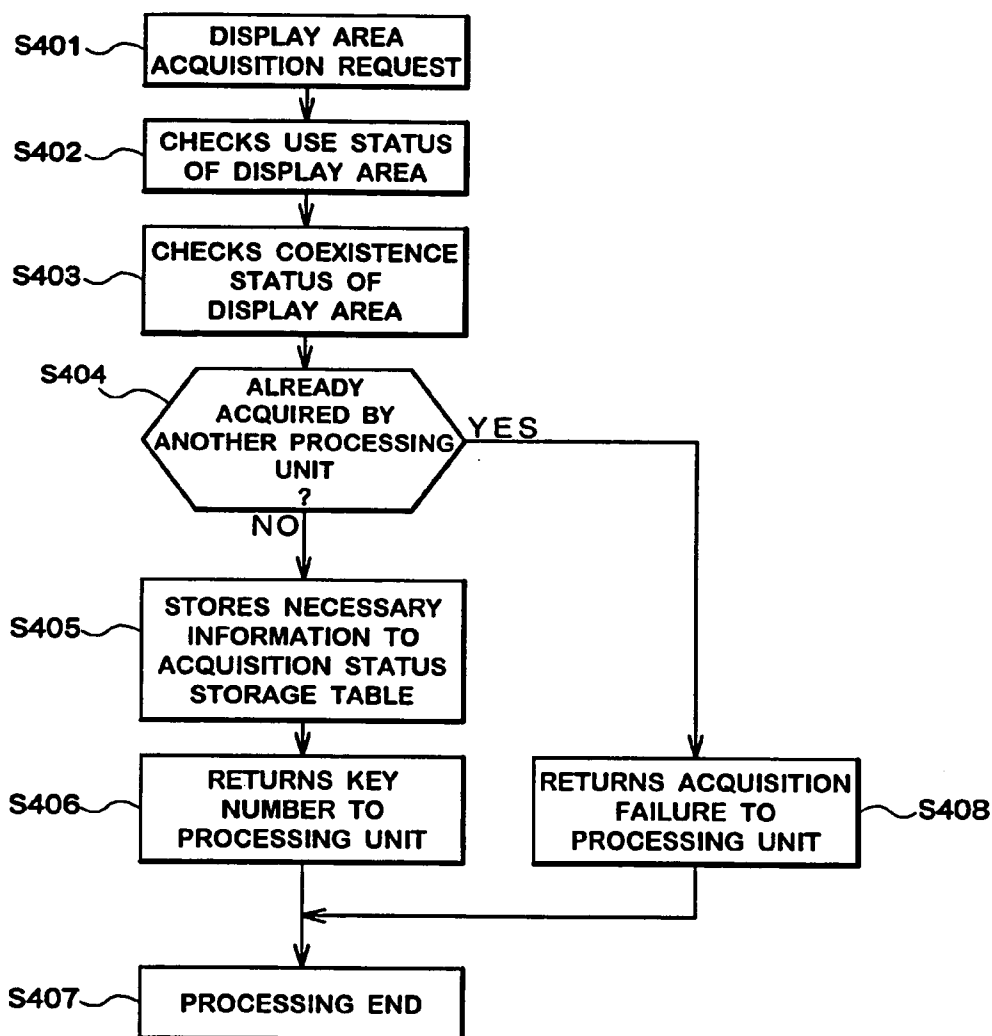 S401
DISPLAY AREA
ACQUISITION REQUEST
S402
CHECKS USE STATUS
OF DISPLAY AREA
S403
CHECKS COEXISTENCE
STATUS OF
DISPLAY AREA
S404
ALREADY
ACQUIRED BY
ANOTHER PROCESSING
UNIT
?
YES
NO
S405
STORES NECESSARY
INFORMATION TO
ACQUISITION STATUS
STORAGE TABLE
S406
RETURNS KEY
NUMBER TO
PROCESSING UNIT
RETURNS ACQUISITION
FAILURE TO
PROCESSING UNIT
S408
S407
PROCESSING END